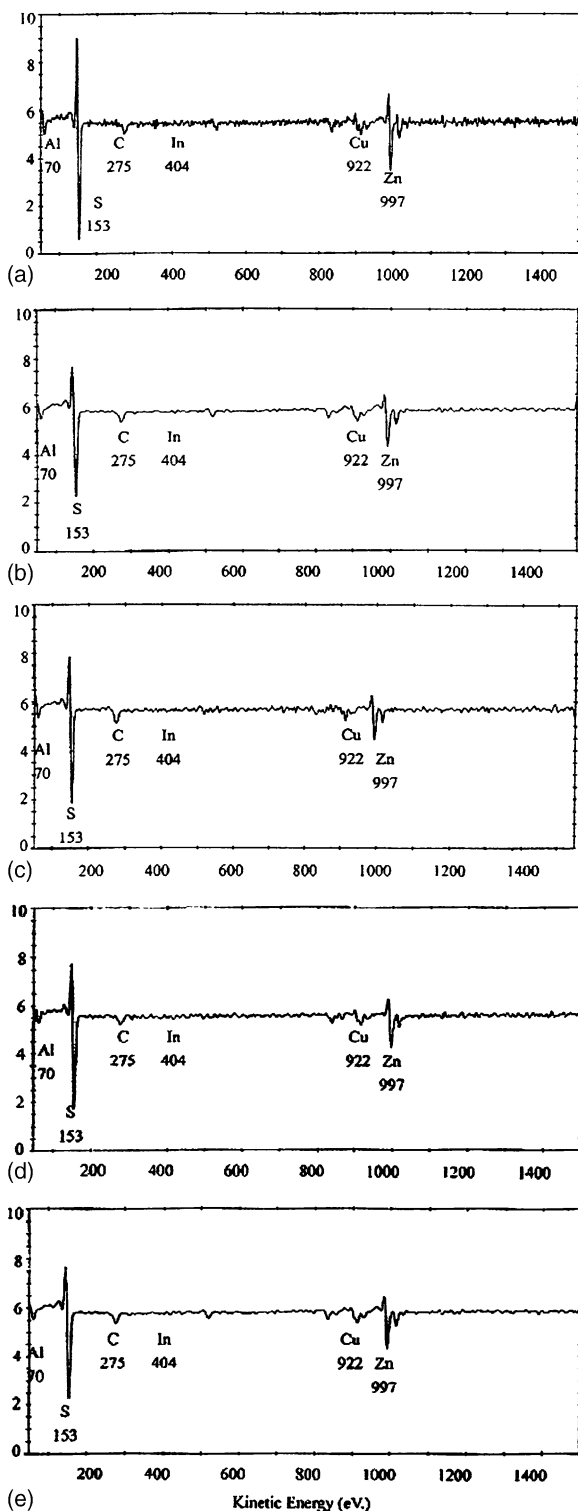 10
8
6
Al C In Cu
4 70 275 404 922 Zn
S 997
2 153
0
(a) 200 400 600 800 1000 1200 1400
10
8
6
C In Cu
4 Al 275 404 922 Zn
70 997
2 S
153
0
(b) 200 400 600 800 1000 1200 1400
10
8
6
C In Cu
4 Al 275 404 922 Zn
70 997
2 S
153
0
(c) 200 400 600 800 1000 1200 1400
10
8
6
In Cu
4 Al C 404 922 Zn
70 275 997
2 S
153
0
(d) 200 400 600 800 1000 1200 1400
10
8
6
C In Cu
4 Al 275 404 922 Zn
70 997
2 S
153
0
(e) 200 400 600 800 1000 1200 1400
Kinetic Energy (eV.)